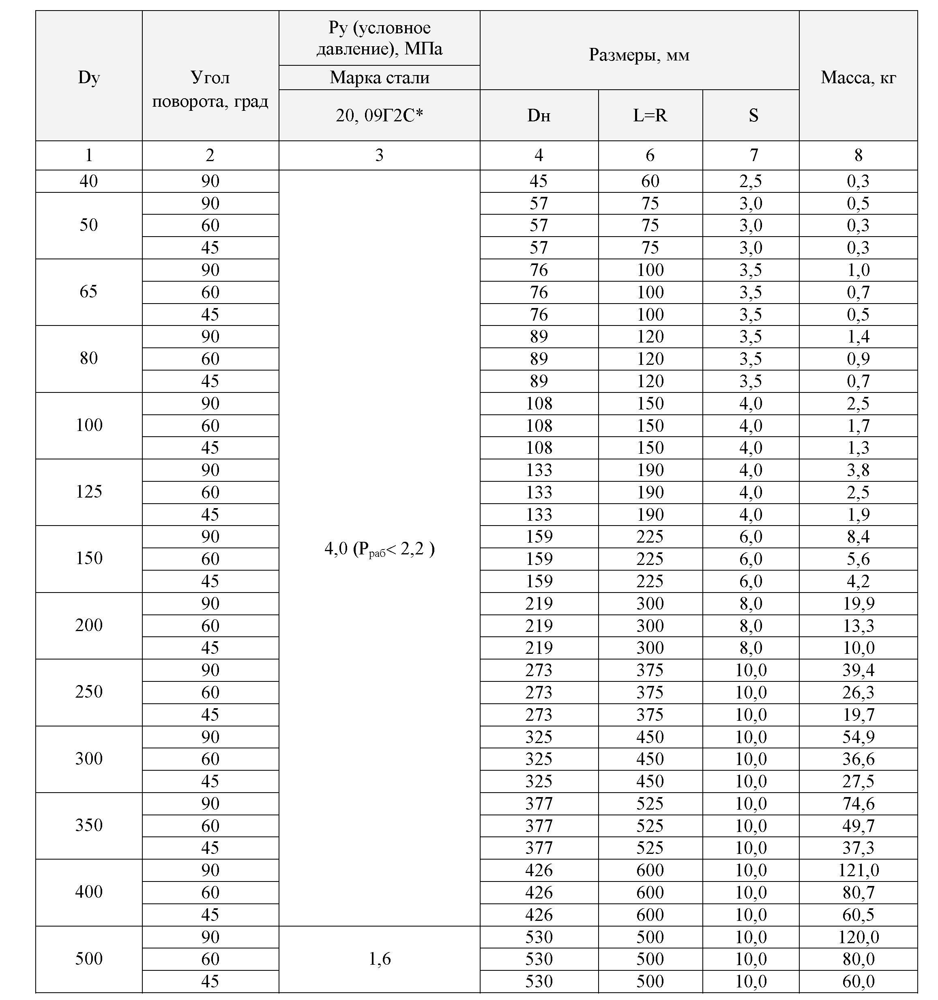 Dу
Угол
поворота, град
Ру (условное
давление), МПа
Марка стали
20, 09Г2С*
Размеры, мм
Dн
L=R
S
Масса, кг
1 2 3 4 6 7 8
40 90 45 60 2,5 0,3
90 57 75 3,0 0,5
50 60 57 75 3,0 0,3
45 57 75 3,0 0,3
90 76 100 3,5 1,0
65 60 76 100 3,5 0,7
45 76 100 3,5 0,5
90 89 120 3,5 1,4
80 60 89 120 3,5 0,9
45 89 120 3,5 0,7
90 108 150 4,0 2,5
100 60 108 150 4,0 1,7
45 108 150 4,0 1,3
90 133 190 4,0 3,8
125 60 133 190 4,0 2,5
45 133 190 4,0 1,9
90 159 225 6,0 8,4
150 60 4,0 (Рраб< 2,2 ) 159 225 6,0 5,6
45 159 225 6,0 4,2
90 219 300 8,0 19,9
200 60 219 300 8,0 13,3
45 219 300 8,0 10,0
90 273 375 10,0 39,4
250 60 273 375 10,0 26,3
45 273 375 10,0 19,7
90 325 450 10,0 54,9
300 60 325 450 10,0 36,6
45 325 450 10,0 27,5
90 377 525 10,0 74,6
350 60 377 525 10,0 49,7
45 377 525 10,0 37,3
90 426 600 10,0 121,0
400 60 426 600 10,0 80,7
45 426 600 10,0 60,5
90 530 500 10,0 120,0
500 60 1,6 530 500 10,0 80,0
45 530 500 10,0 60,0